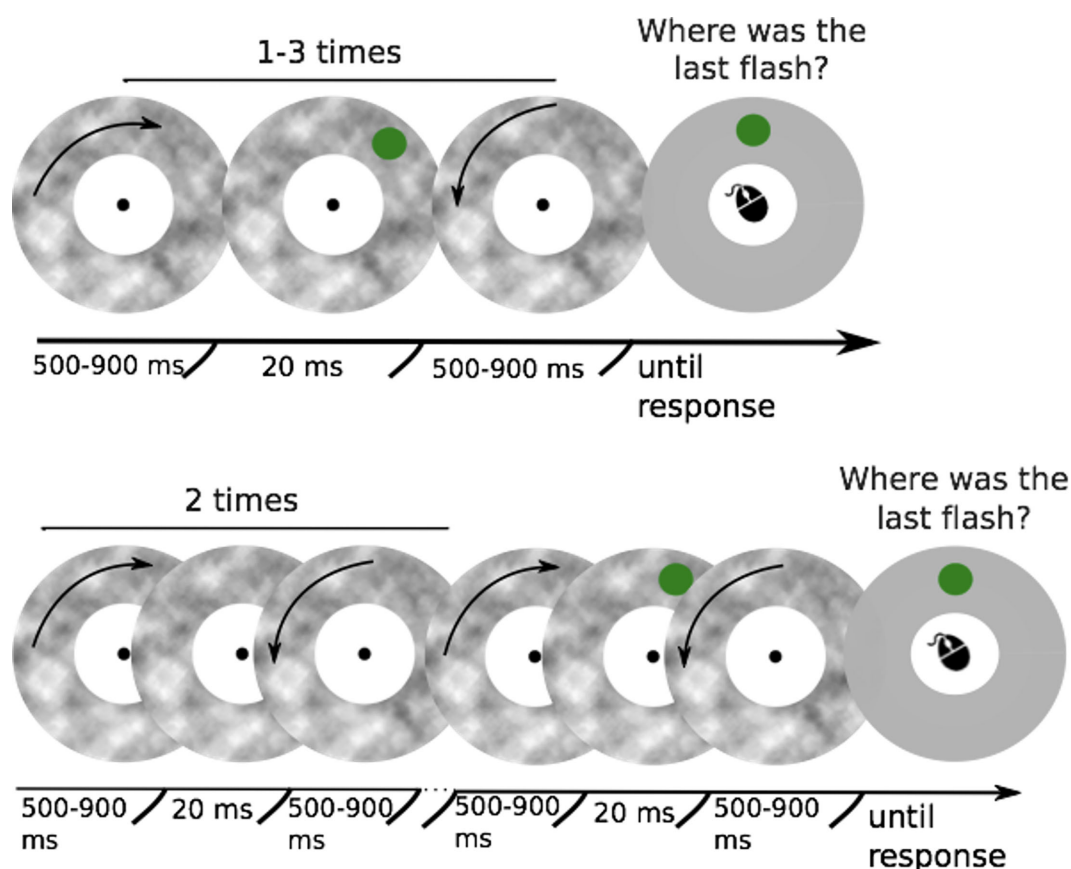 Where was the
last flash?
1-3 times
500-900 ms
20 ms
500-900 ms
until
response
Where was the
last flash?
2 times
500-900
ms
20 ms
500-900
ms
500-900
ms
20 ms
500-900
ms
until
response